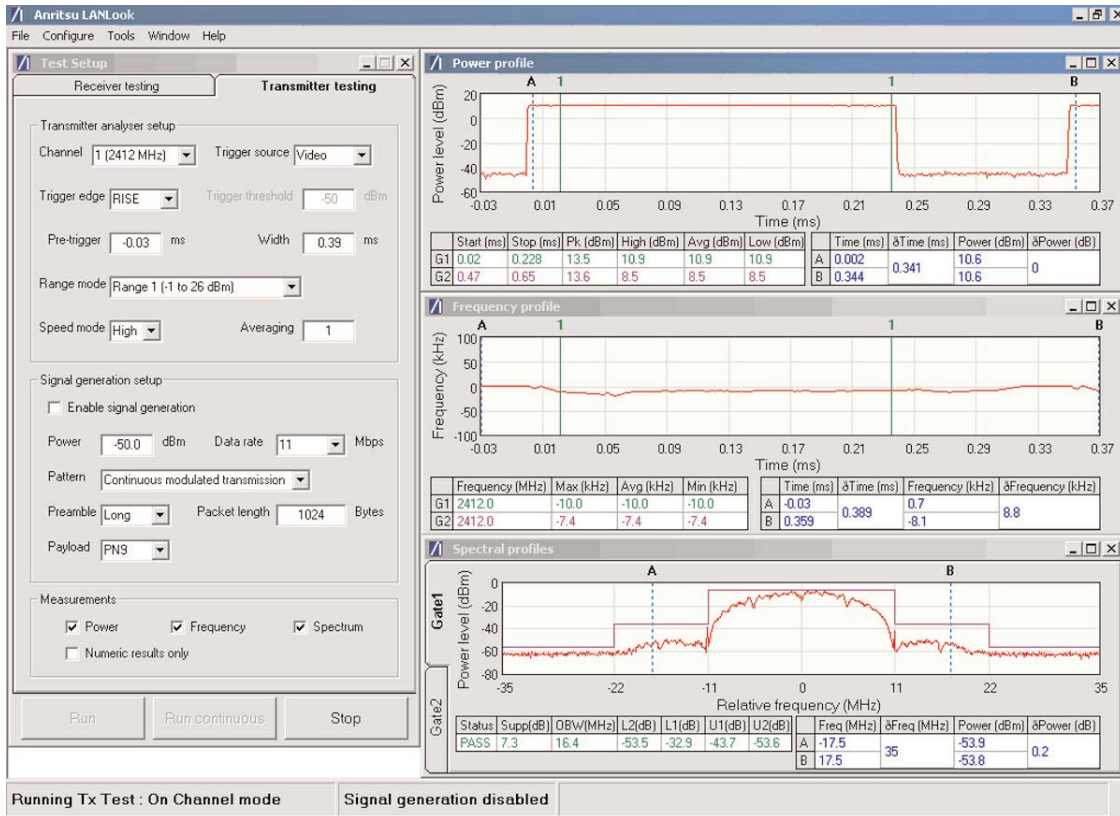 Anritsu LANLook
File Configure Tools Window Help
Test Setup
Receiver testing Transmitter testing
Transmitter analyser setup
Channel 1 (2412 MHz) Trigger source Video
Trigger edge RISE Trigger threshold -50 dBm
Pre-trigger -0.03 ms Width 0.39 ms
Range mode Range 1 (-1 to 26 dBm)
Speed mode High Averaging 1
Signal generation setup
Enable signal generation
Power -50.0 dBm Data rate 11 Mbps
Pattern Continuous modulated transmission
Preamble Long Packet length 1024 Bytes
Payload PN9
Measurements
Power Frequency Spectrum
Numeric results only
Run Run continuous Stop
Power profile
A 1 1 B
Power level (dBm)
20
0
-20
-40
-60
-0.03 0.01 0.05 0.09 0.13 0.17 0.21 0.25 0.29 0.33 0.37
Time (ms)
Start (ms) Stop (ms) Pk (dBm) High (dBm) Avg (dBm) Low (dBm)
G1 0.02 0.228 13.5 10.9 10.9 10.9
G2 0.47 0.65 13.6 8.5 8.5 8.5
Time (ms) ∂Time (ms) Power (dBm) ∂Power (dB)
A 0.002 0.341 10.6 0
B 0.344 10.6
Frequency profile
A 1 1 B
Frequency (kHz)
100
50
0
-50
-100
-0.03 0.01 0.05 0.09 0.13 0.17 0.21 0.25 0.29 0.33 0.37
Time (ms)
Frequency (MHz) Max (kHz) Avg (kHz) Min (kHz)
G1 2412.0 -10.0 -10.0 -10.0
G2 2412.0 -7.4 -7.4 -7.4
Time (ms) ∂Time (ms) Frequency (kHz) ∂Frequency (kHz)
A -0.03 0.389 0.7 8.8
B 0.359 -8.1
Spectral profiles
Gate1
Gate2
A B
Power level (dBm)
0
-20
-40
-60
-80
-35 -22 -11 0 11 22 35
Relative frequency (MHz)
Status Supp(dB) OBW(MHz) L2(dB) L1(dB) U1(dB) U2(dB)
PASS 7.3 16.4 -53.5 -32.9 -43.7 -53.6
Freq (MHz) ∂Freq (MHz) Power (dBm) ∂Power (dB)
A -17.5 35 -53.9 0.2
B 17.5 -53.8
Running Tx Test : On Channel mode Signal generation disabled